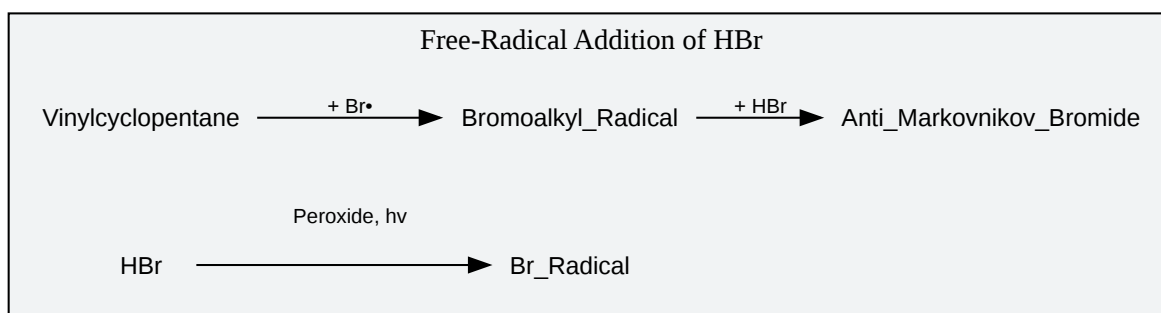 Free-Radical Addition of HBr
Vinylcyclopentane + Br• Bromoalkyl_Radical + HBr Anti_Markovnikov_Bromide
Peroxide, hv
HBr Br_Radical